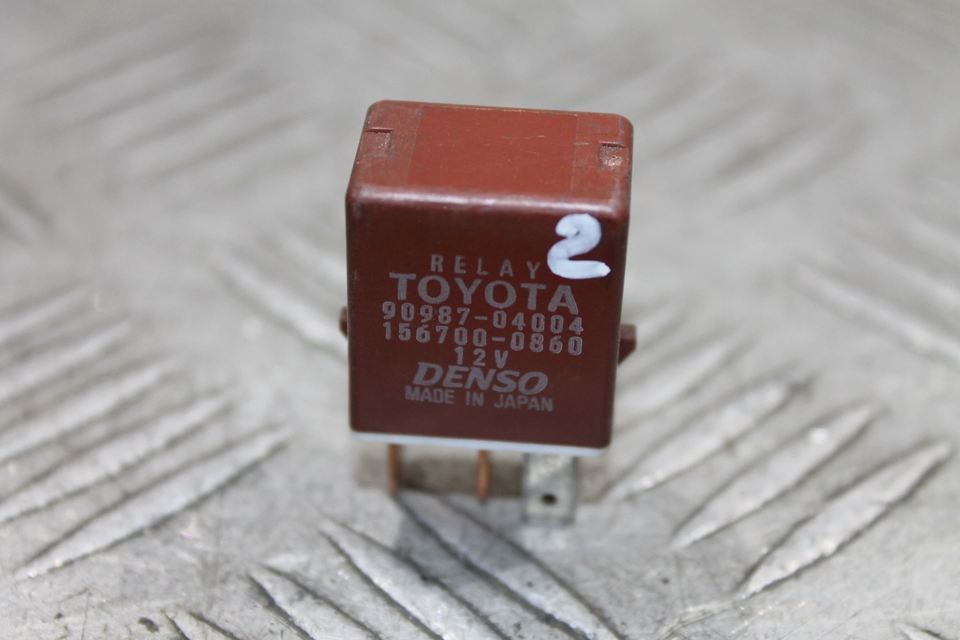 2
RELAY
TOYOTA
90987-04004
156700-0860
12V
DENSO
MADE IN JAPAN